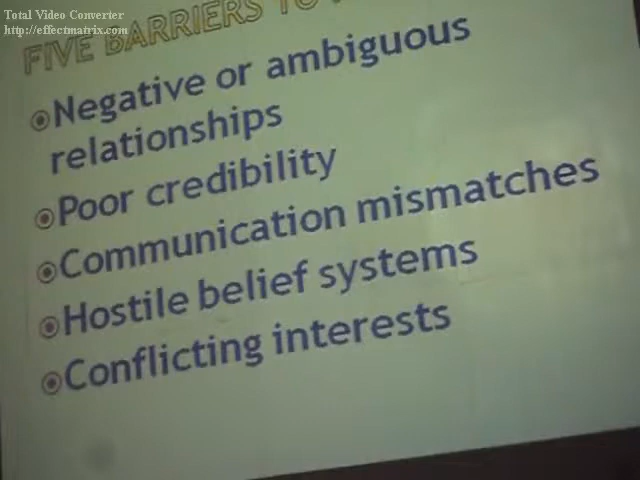 Total Video Converter
http://effectmatrix.com
FIVE BARRIERS TO
Negative or ambiguous
relationships
Poor credibility
Communication mismatches
Hostile belief systems
Conflicting interests